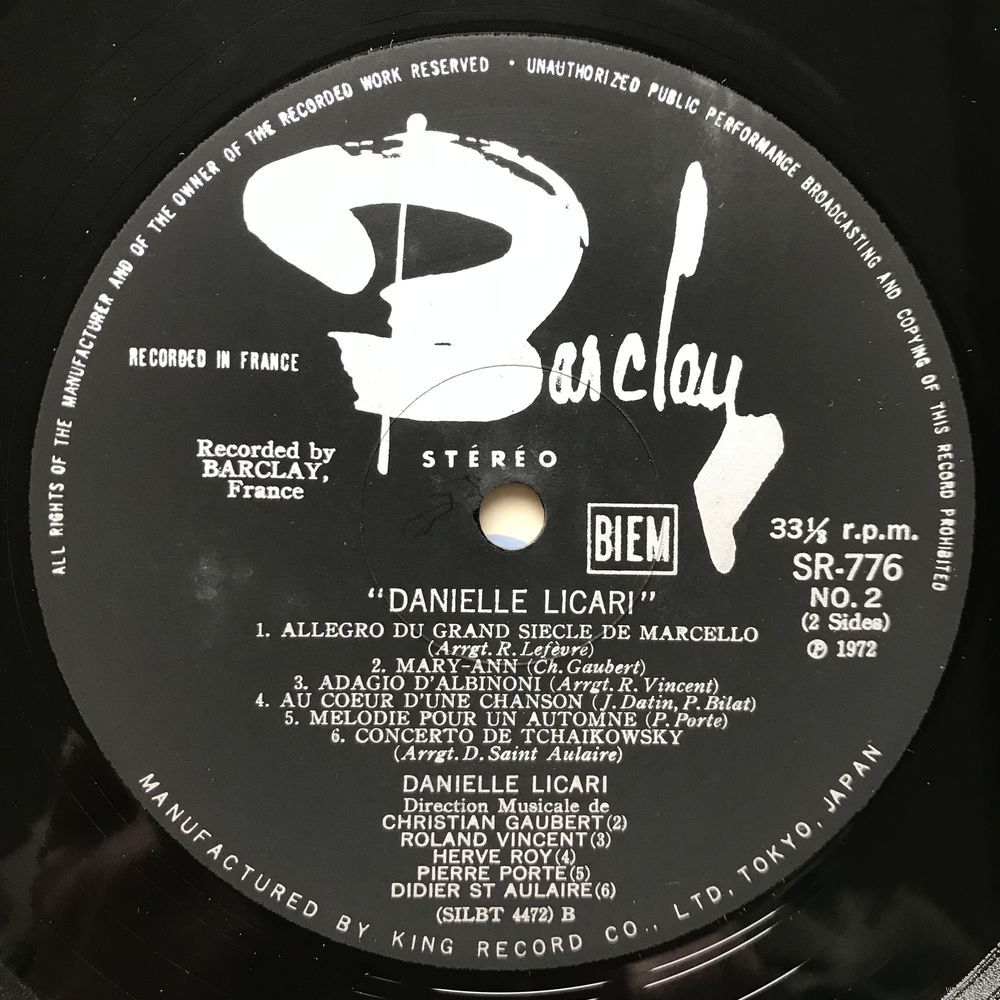 ALL RIGHTS OF THE MANUFACTURER AND OF THE OWNER OF THE RECORDED WORK RESERVED • UNAUTHORIZED PUBLIC PERFORMANCE BROADCASTING AND COPYING OF THIS RECORD PROHIBITED
Barclay
RECORDED IN FRANCE
Recorded by
BARCLAY,
France
STÉRÉO
BIEM
33⅓ r.p.m.
SR-776
NO. 2
(2 Sides)
℗ 1972
"DANIELLE LICARI"
1. ALLEGRO DU GRAND SIECLE DE MARCELLO
(Arrgt. R. Lefèvre)
2. MARY-ANN (Ch. Gaubert)
3. ADAGIO D'ALBINONI (Arrgt. R. Vincent)
4. AU COEUR D'UNE CHANSON (J. Datin, P. Bilat)
5. MELODIE POUR UN AUTOMNE (P. Porte)
6. CONCERTO DE TCHAIKOWSKY
(Arrgt. D. Saint Aulaire)
DANIELLE LICARI
Direction Musicale de
CHRISTIAN GAUBERT (2)
ROLAND VINCENT (3)
HERVE ROY (4)
PIERRE PORTE (5)
DIDIER ST AULAIRE (6)
(SILBT 4472) B
MANUFACTURED BY KING RECORD CO., LTD, TOKYO, JAPAN